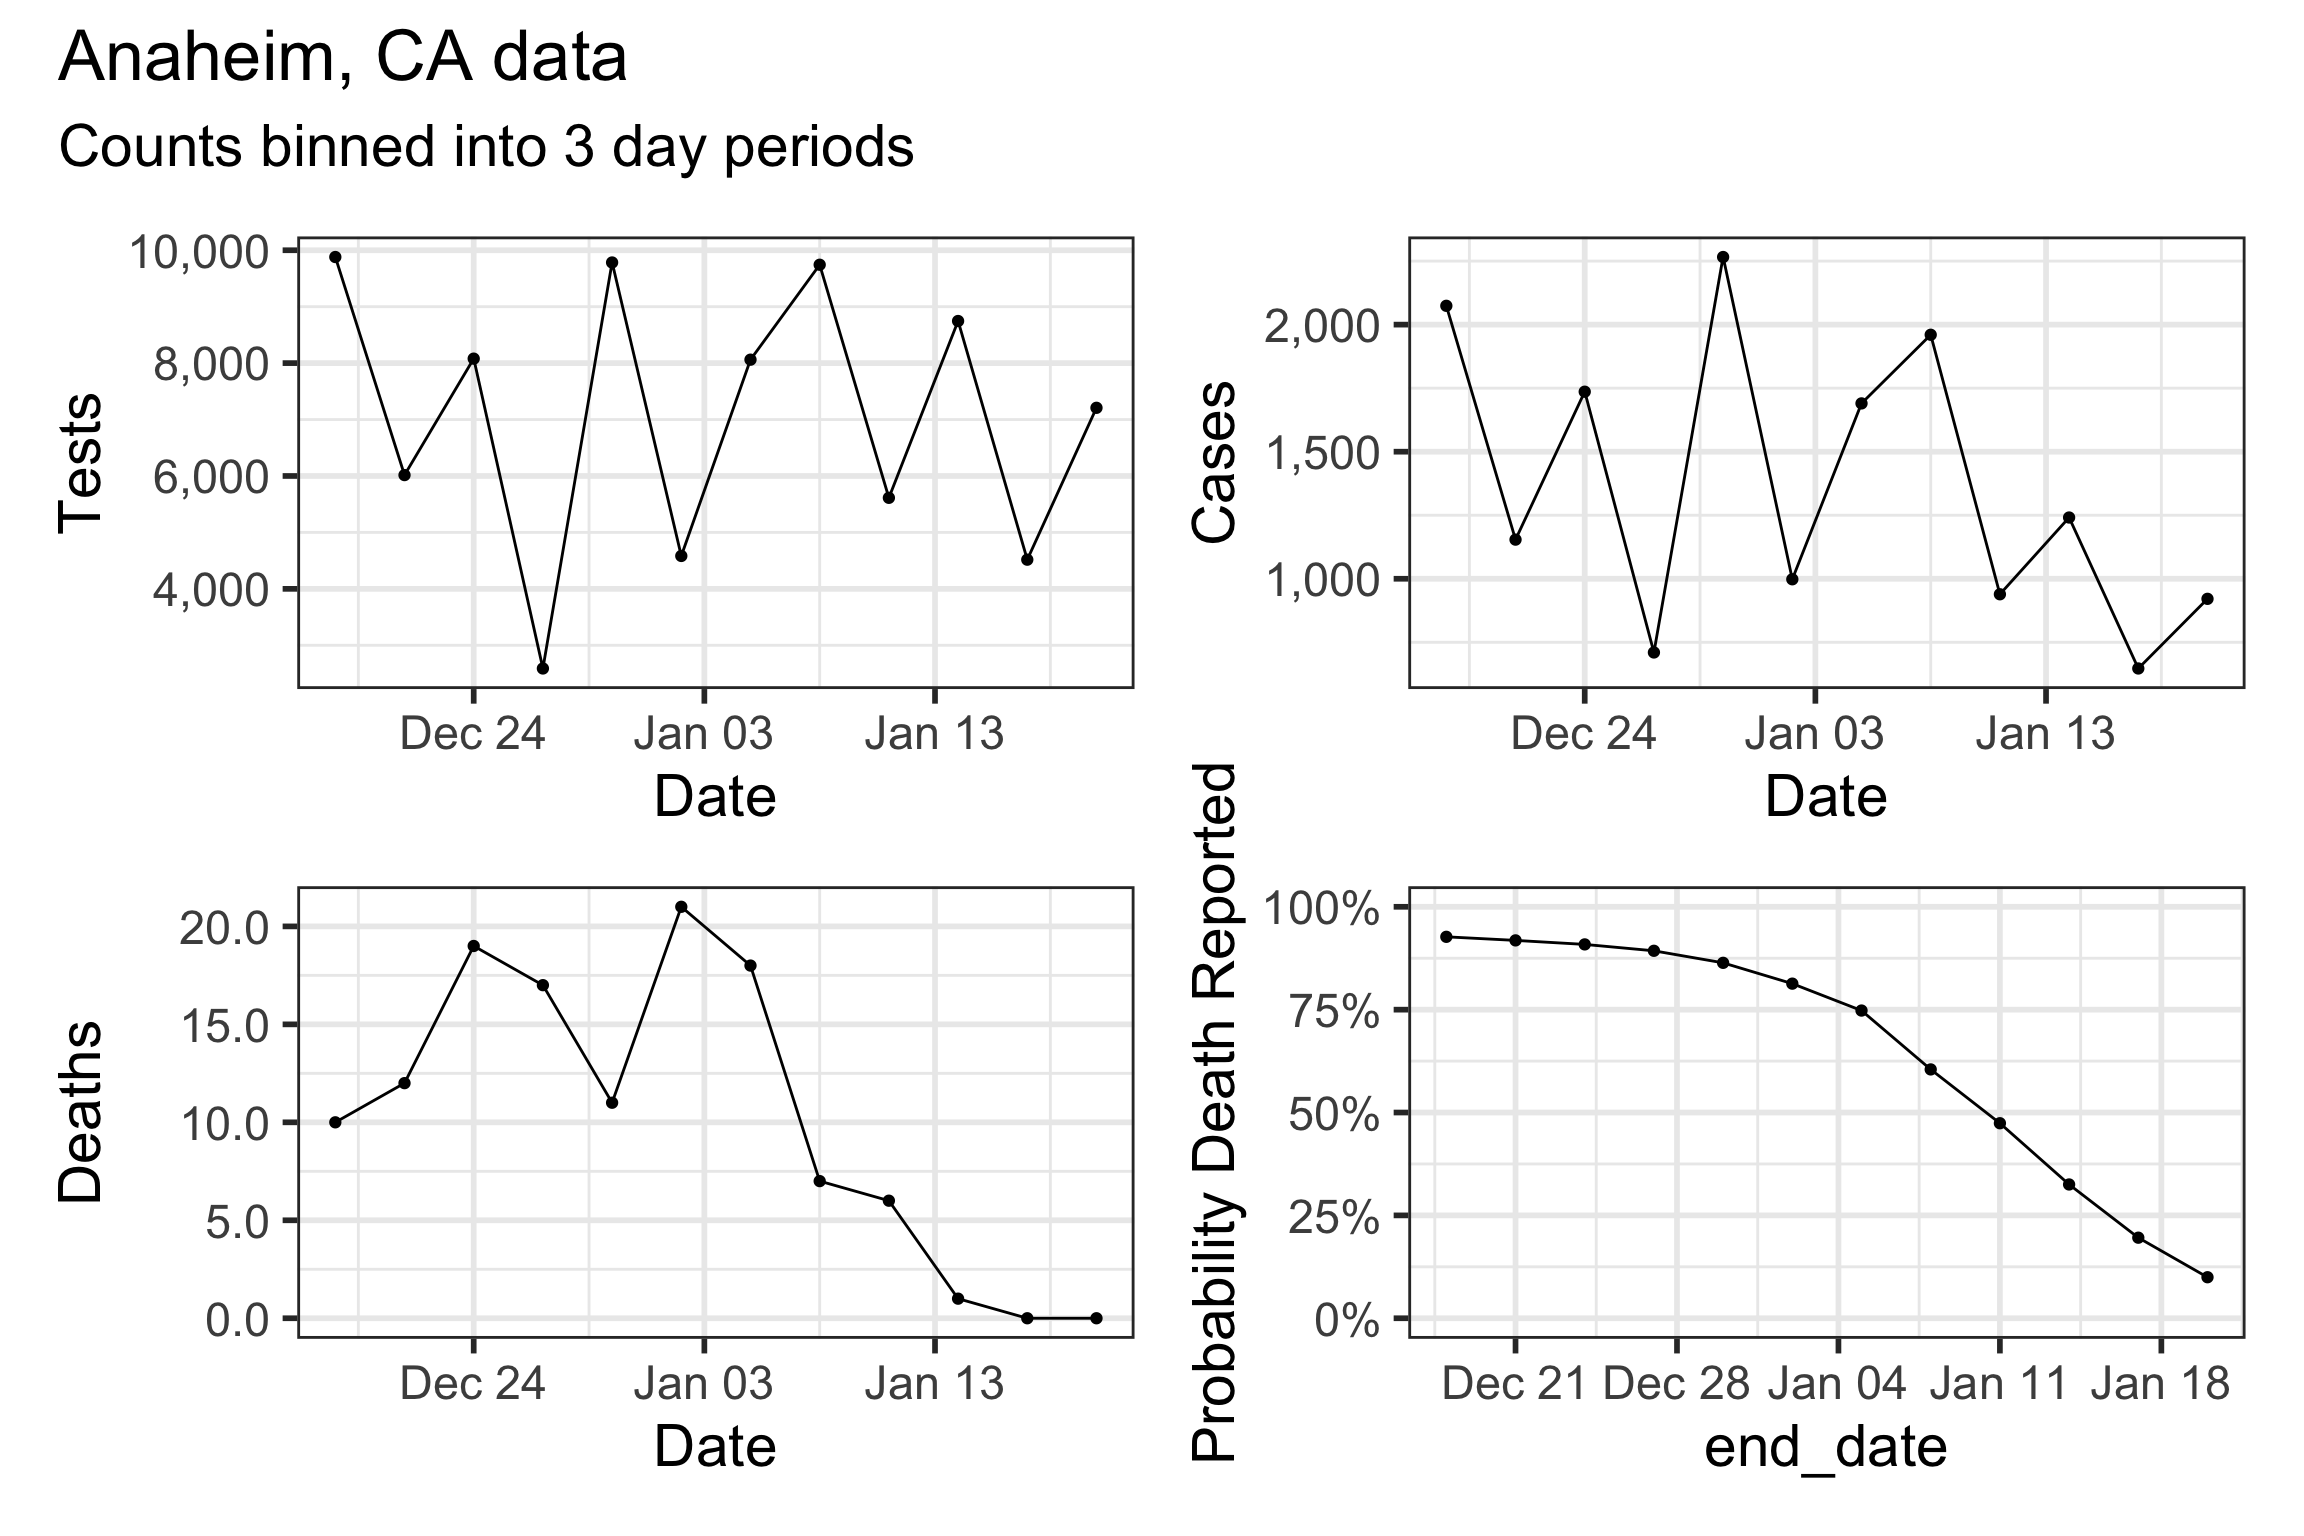 Anaheim, CA data
Counts binned into 3 day periods
Tests
10,000
8,000
6,000
4,000
Dec 24 Jan 03 Jan 13
Date
Cases
2,000
1,500
1,000
Dec 24 Jan 03 Jan 13
Date
Deaths
20.0
15.0
10.0
5.0
0.0
Dec 24 Jan 03 Jan 13
Date
Probability Death Reported
100%
75%
50%
25%
0%
Dec 21 Dec 28 Jan 04 Jan 11 Jan 18
end_date